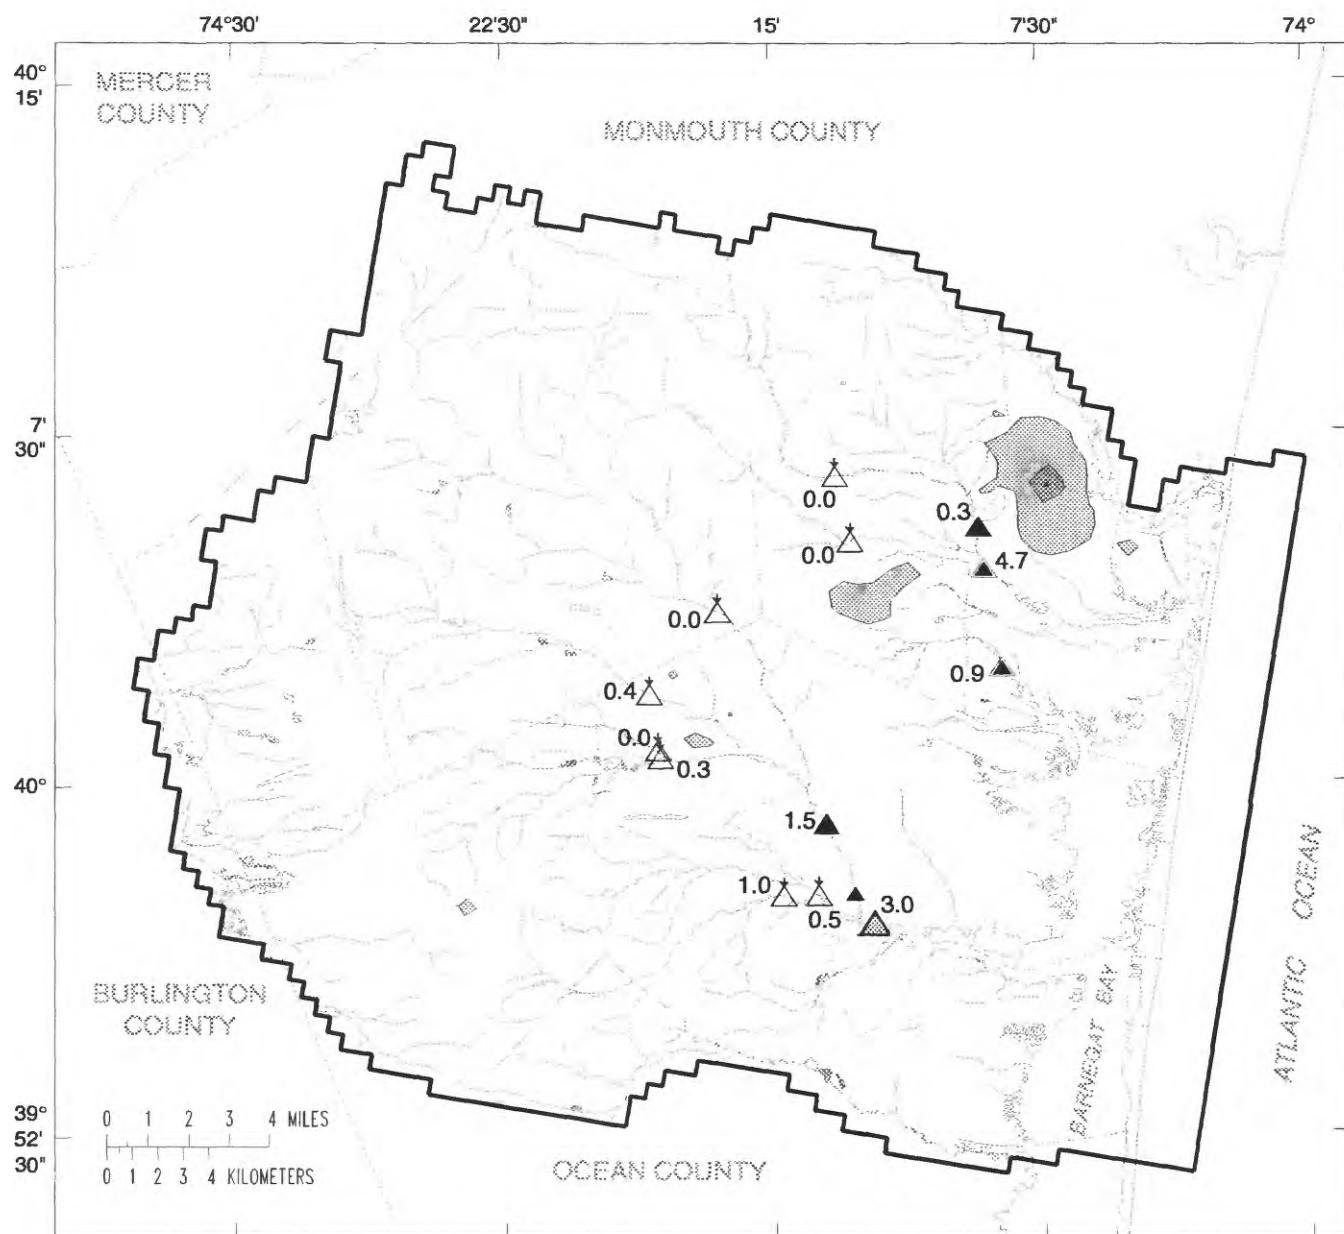 74°30' 22'30" 15' 7'30" 74°
40°
15'
MERCER
COUNTY
MONMOUTH COUNTY
7'
30"
0.0
0.3
0.0
4.7
0.0
0.9
0.4
0.0
0.3
40°
1.5
1.0
0.5
3.0
BURLINGTON
COUNTY
BARNEGAT BAY
ATLANTIC OCEAN
39°
52'
30"
0 1 2 3 4 MILES
0 1 2 3 4 KILOMETERS
OCEAN COUNTY